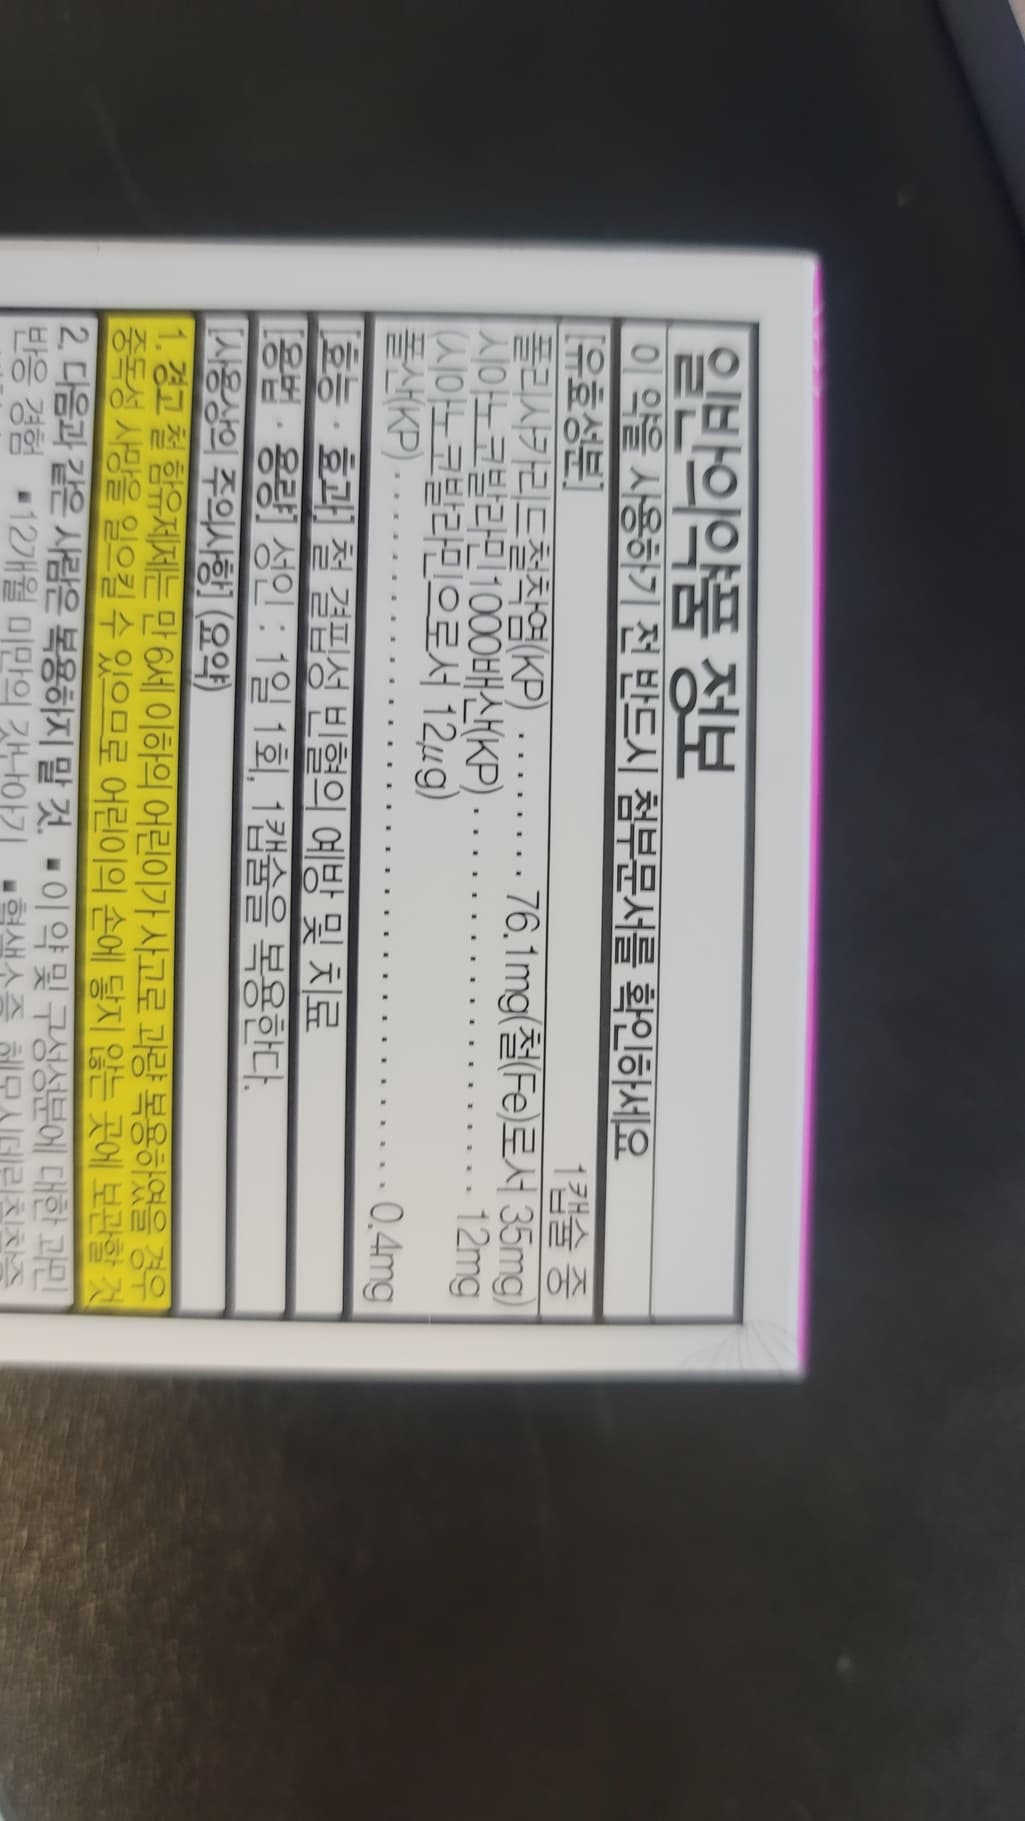 일반의약품 정보
이 약을 사용하기 전 반드시 첨부문서를 확인하세요
[유효성분] 1캡슐 중
폴리사카리드철착염(KP) ........ 76.1mg(철(Fe)로서 35mg)
시아노코발라민1000배산(KP) .................. 12mg
(시아노코발라민으로서 12μg)
폴산(KP) .................................. 0.4mg
[효능 · 효과] 철 결핍성 빈혈의 예방 및 치료
[용법 · 용량] 성인 : 1일 1회, 1캡슐을 복용한다.
[사용상의 주의사항] (요약)
1. 경고 철 함유제제는 만 6세 이하의 어린이가 사고로 과량 복용하였을 경우
중독성 사망을 일으킬 수 있으므로 어린이의 손에 닿지 않는 곳에 보관할 것
2. 다음과 같은 사람은 복용하지 말 것. ▪이 약 및 구성성분에 대한 과민
반응 경험 ▪12개월 미만의 갓난아기